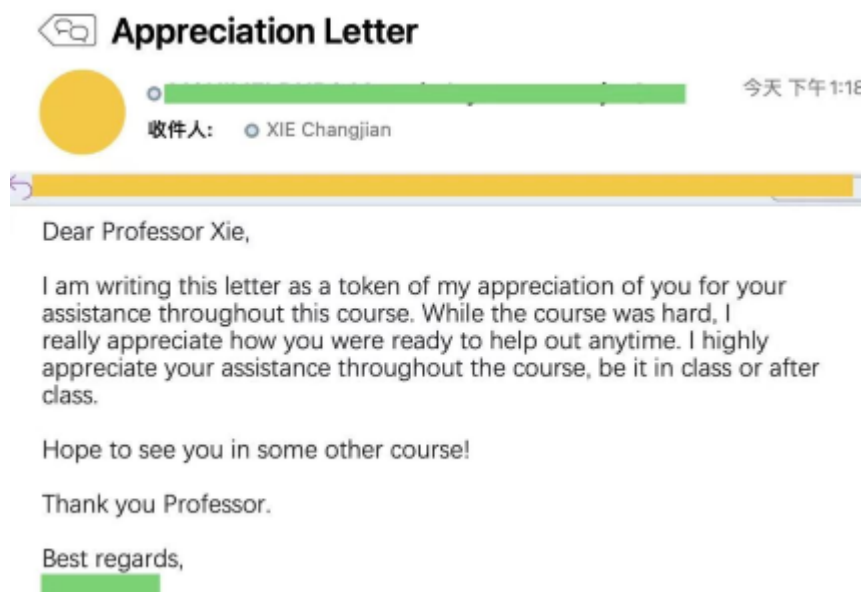 Appreciation Letter
今天 下午1:18
收件人: XIE Changjian
Dear Professor Xie,
I am writing this letter as a token of my appreciation of you for your
assistance throughout this course. While the course was hard, I
really appreciate how you were ready to help out anytime. I highly
appreciate your assistance throughout the course, be it in class or after
class.
Hope to see you in some other course!
Thank you Professor.
Best regards,